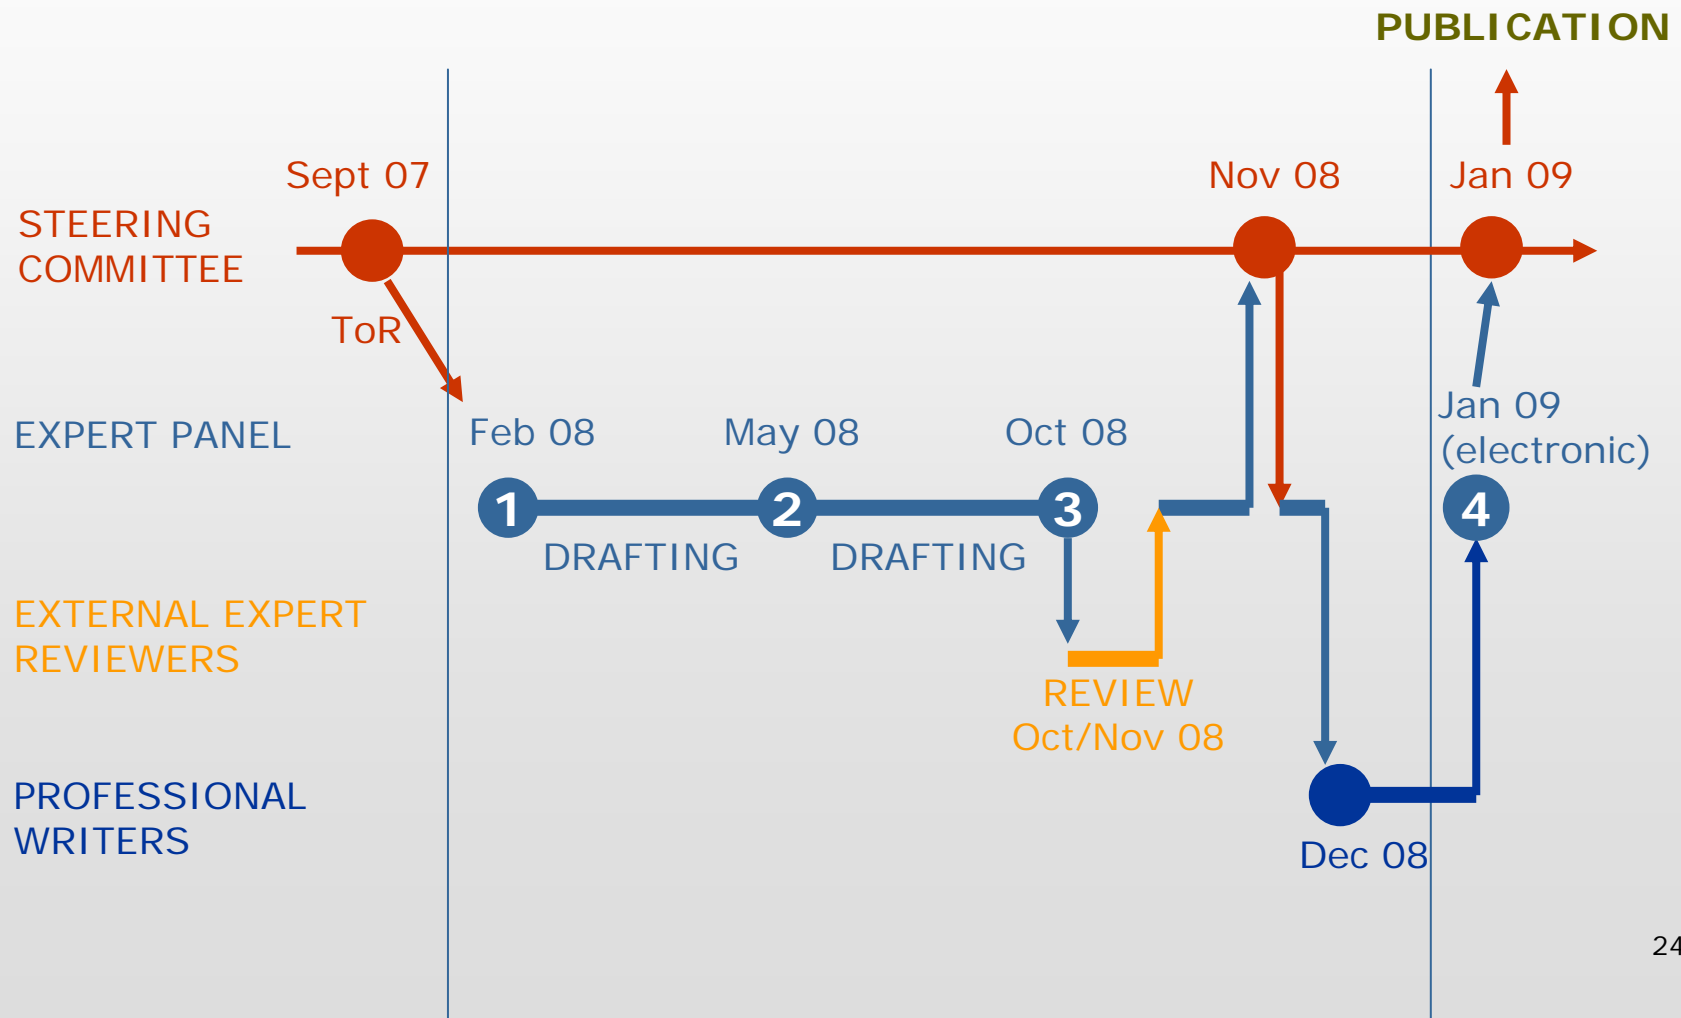 PUBLICATION
Sept 07
Nov 08
Jan 09
STEERING
COMMITTEE
ToR
EXPERT PANEL
Feb 08
May 08
Oct 08
Jan 09
(electronic)
1
2
3
4
DRAFTING
DRAFTING
EXTERNAL EXPERT
REVIEWERS
REVIEW
Oct/Nov 08
PROFESSIONAL
WRITERS
Dec 08
24